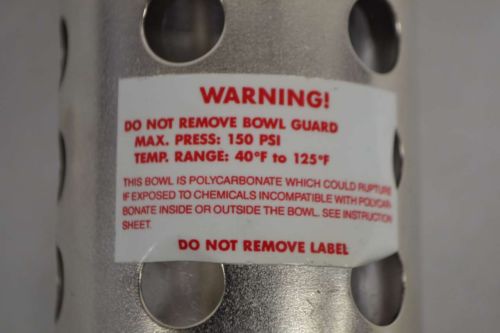 WARNING!
DO NOT REMOVE BOWL GUARD
MAX. PRESS: 150 PSI
TEMP. RANGE: 40°F to 125°F
THIS BOWL IS POLYCARBONATE WHICH COULD RUPTURE
IF EXPOSED TO CHEMICALS INCOMPATIBLE WITH POLYCAR-
BONATE INSIDE OR OUTSIDE THE BOWL. SEE INSTRUCTION
SHEET.
DO NOT REMOVE LABEL